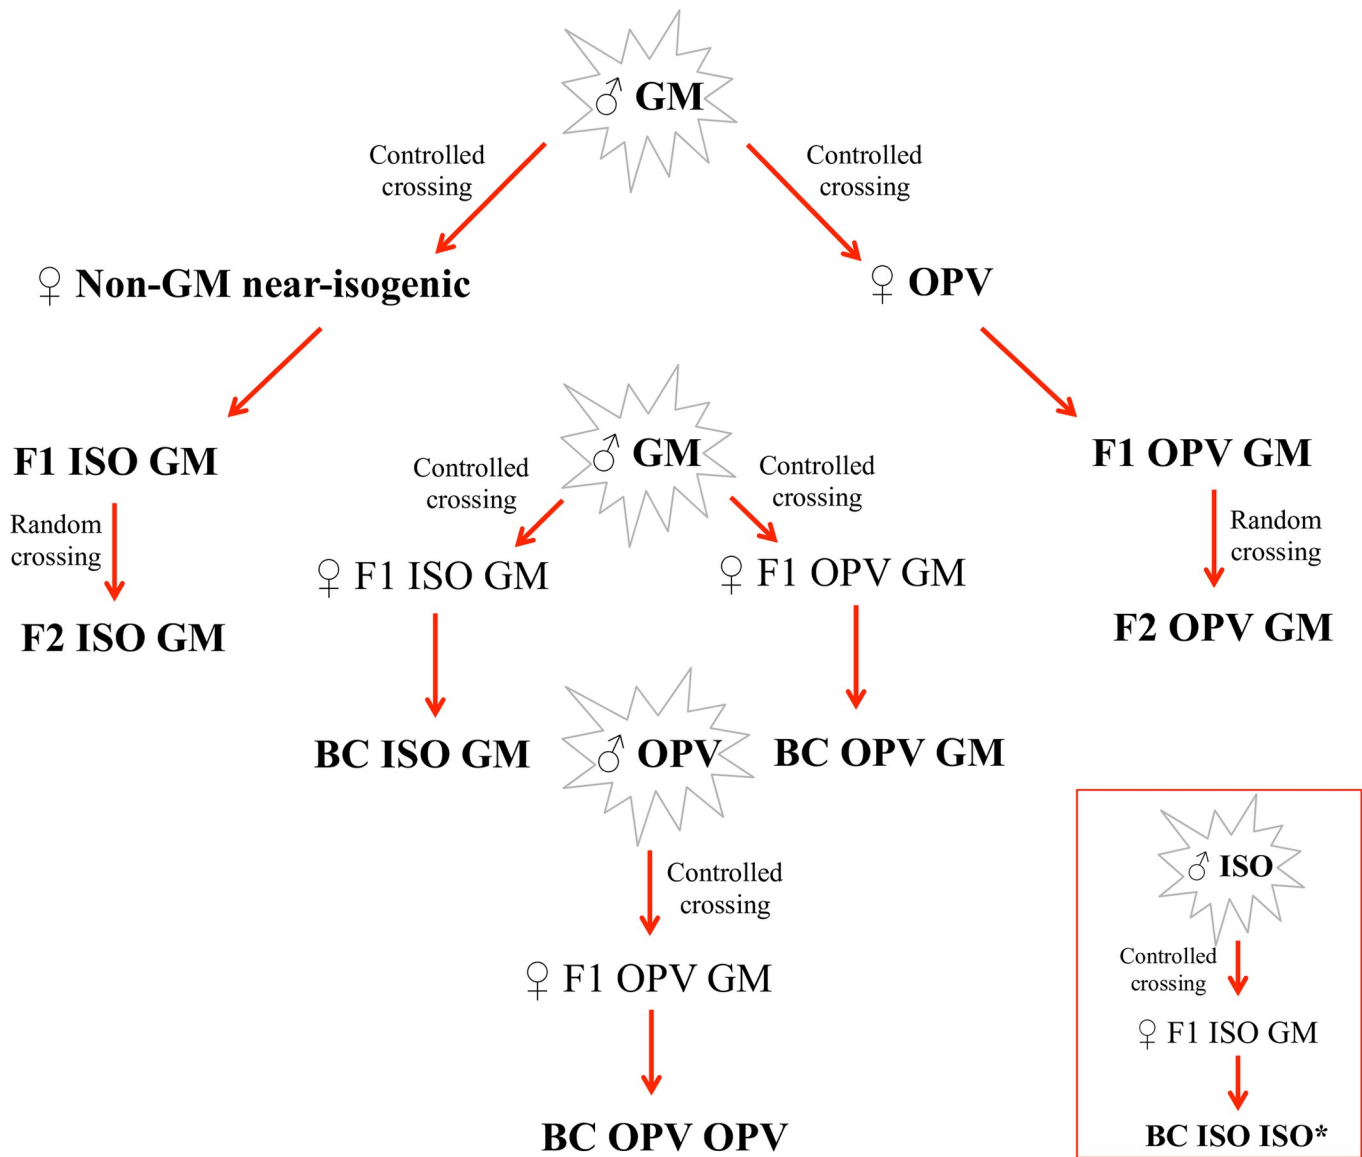 ♂ GM
Controlled
crossing
Controlled
crossing
♀ Non-GM near-isogenic
♀ OPV
♂ GM
F1 ISO GM
F1 OPV GM
Controlled
crossing
Controlled
crossing
Random
crossing
Random
crossing
♀ F1 ISO GM
♀ F1 OPV GM
F2 ISO GM
F2 OPV GM
BC ISO GM
♂ OPV
BC OPV GM
Controlled
crossing
♀ F1 OPV GM
BC OPV OPV
♂ ISO
Controlled
crossing
♀ F1 ISO GM
BC ISO ISO*